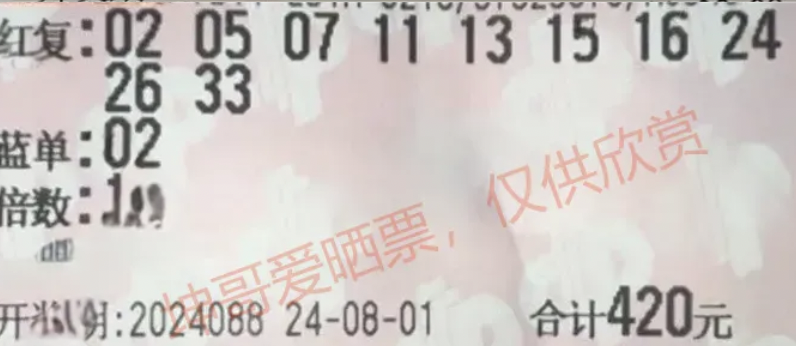 红复:02 05 07 11 13 15 16 24
26 33
蓝单:02
倍数:1
坤哥爱晒票，仅供欣赏
开 期:2024088 24-08-01 合计420元